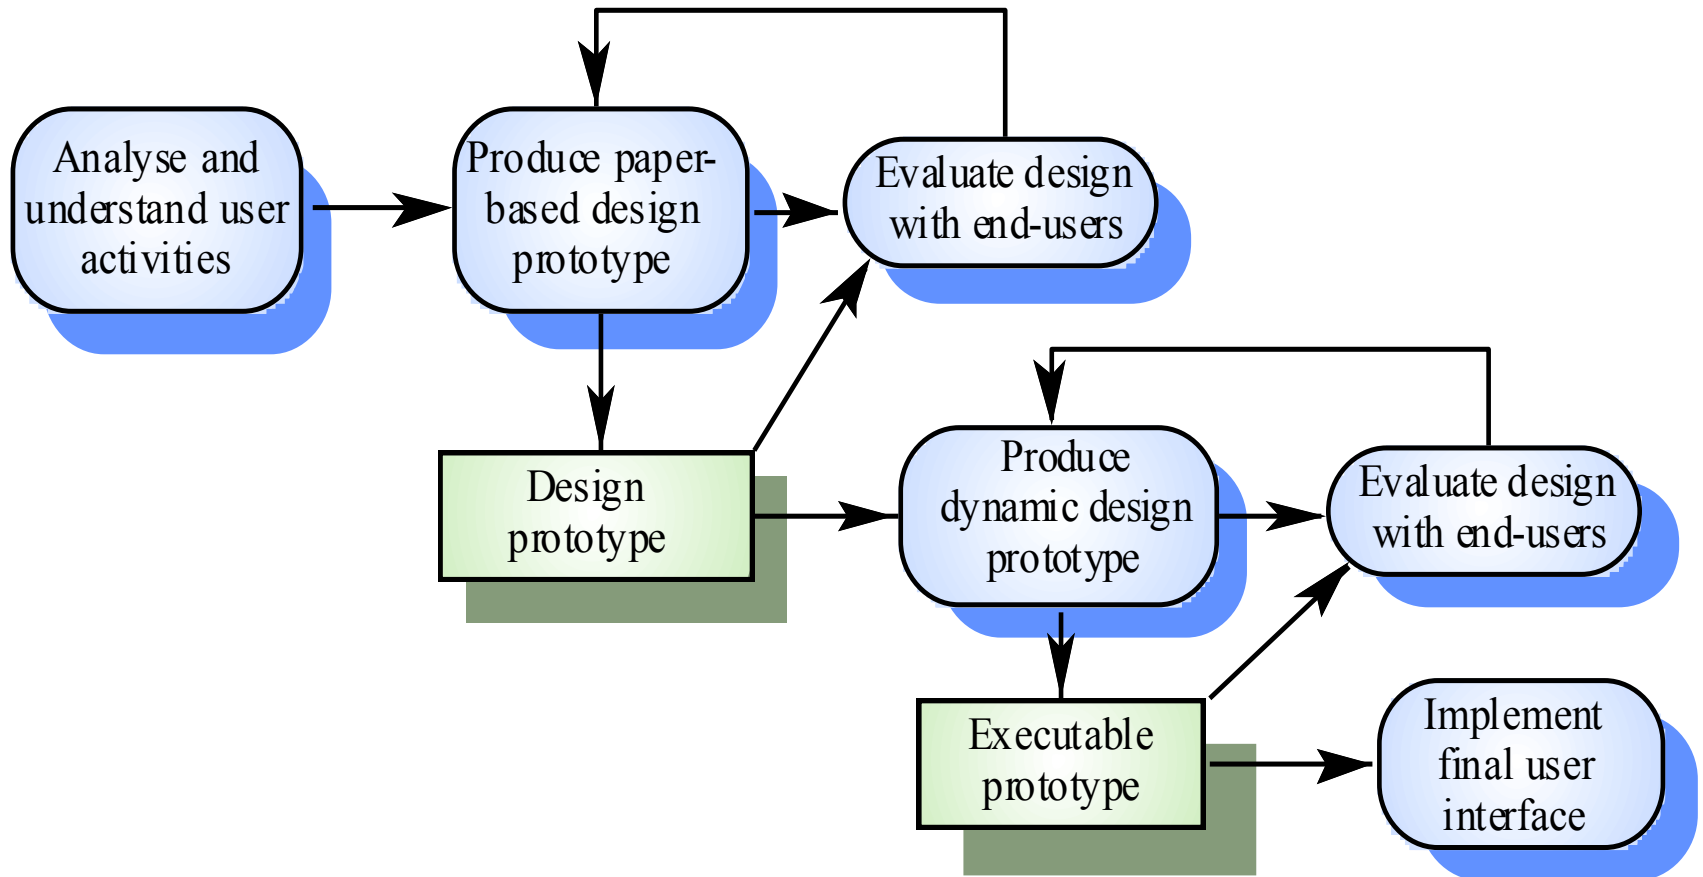 Analyse and
understand user
activities
Produce paper-
based design
prototype
Evaluate design
with end-users
Design
prototype
Produce
dynamic design
prototype
Evaluate design
with end-users
Executable
prototype
Implement
final user
interface